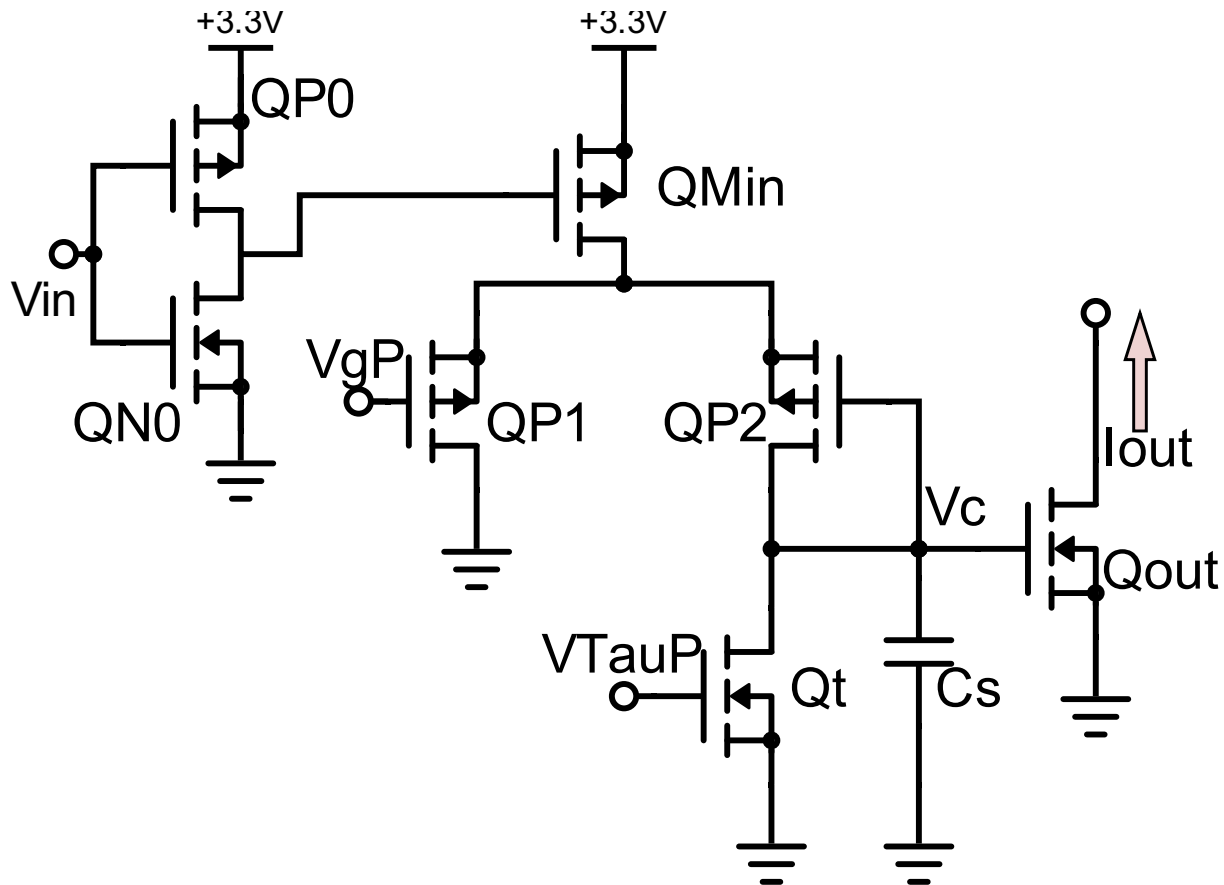 +3.3V
+3.3V
QP0
QMin
Vin
VgP
QN0
QP1
QP2
Iout
Vc
Qout
VTauP
Qt
Cs